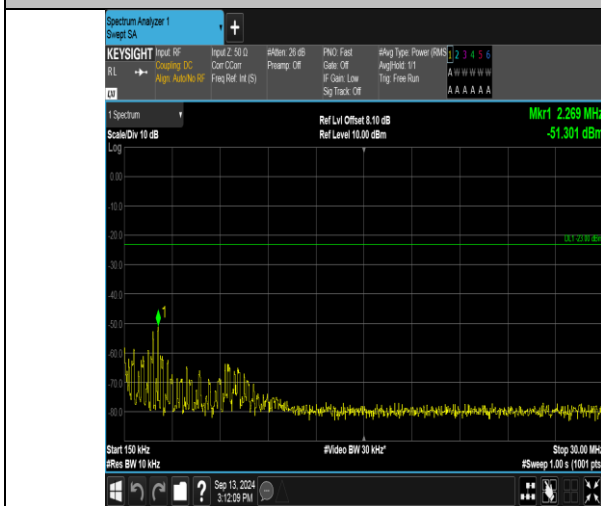 Spectrum Analyzer 1
Swept SA
+
KEYSIGHT Input: RF Input Z: 50 Ω #Atten: 26 dB PNO: Fast #Avg Type: Power (RMS 1 2 3 4 5 6
RL Coupling: DC Corr CCorr Preamp: Off Gate: Off Avg|Hold: 1/1 A W W W W W
Align: Auto/No RF Freq Ref: Int (S) IF Gain: Low Trig: Free Run
Sig Track: Off A A A A A A
1 Spectrum Ref Lvl Offset 8.10 dB Mkr1 2.269 MHz
Scale/Div 10 dB Ref Level 10.00 dBm -51.301 dBm
Log
0.00
-10.0
-20.0
DL1 -23.00 dBm
-30.0
-40.0
1
-50.0
-60.0
-70.0
-80.0
Start 150 kHz #Video BW 30 kHz* Stop 30.00 MHz
#Res BW 10 kHz #Sweep 1.00 s (1001 pts
? Sep 13, 2024
3:12:09 PM